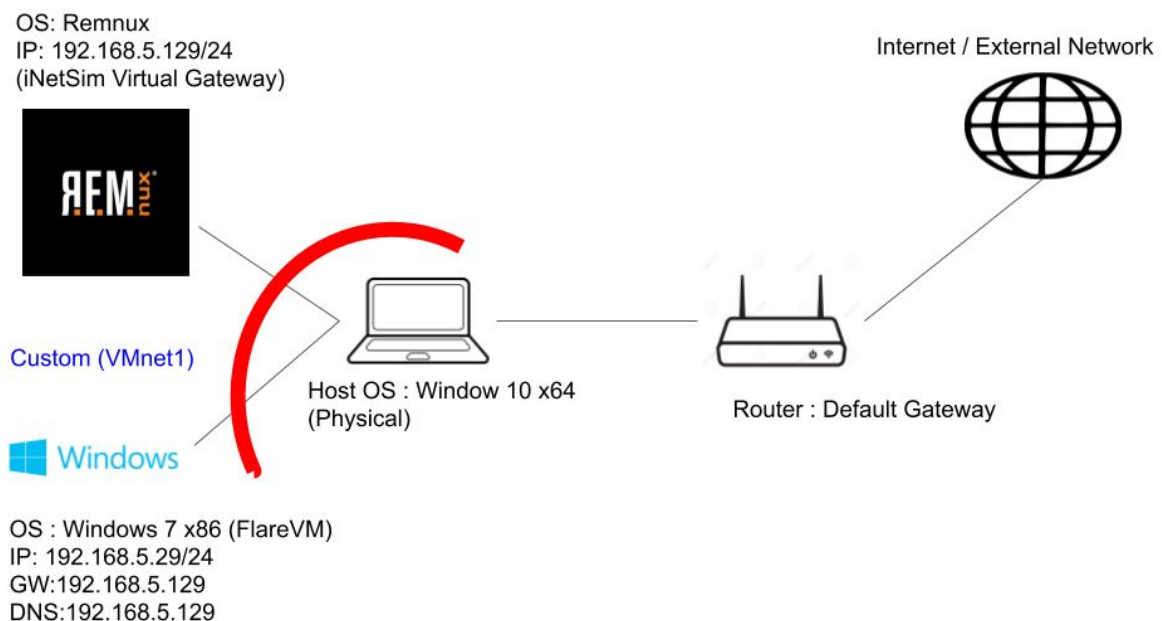 OS: Remnux
IP: 192.168.5.129/24
(iNetSim Virtual Gateway)
Internet / External Network
REM
nux
Custom (VMnet1)
Host OS : Window 10 x64
(Physical)
Router : Default Gateway
Windows
OS : Windows 7 x86 (FlareVM)
IP: 192.168.5.29/24
GW:192.168.5.129
DNS:192.168.5.129